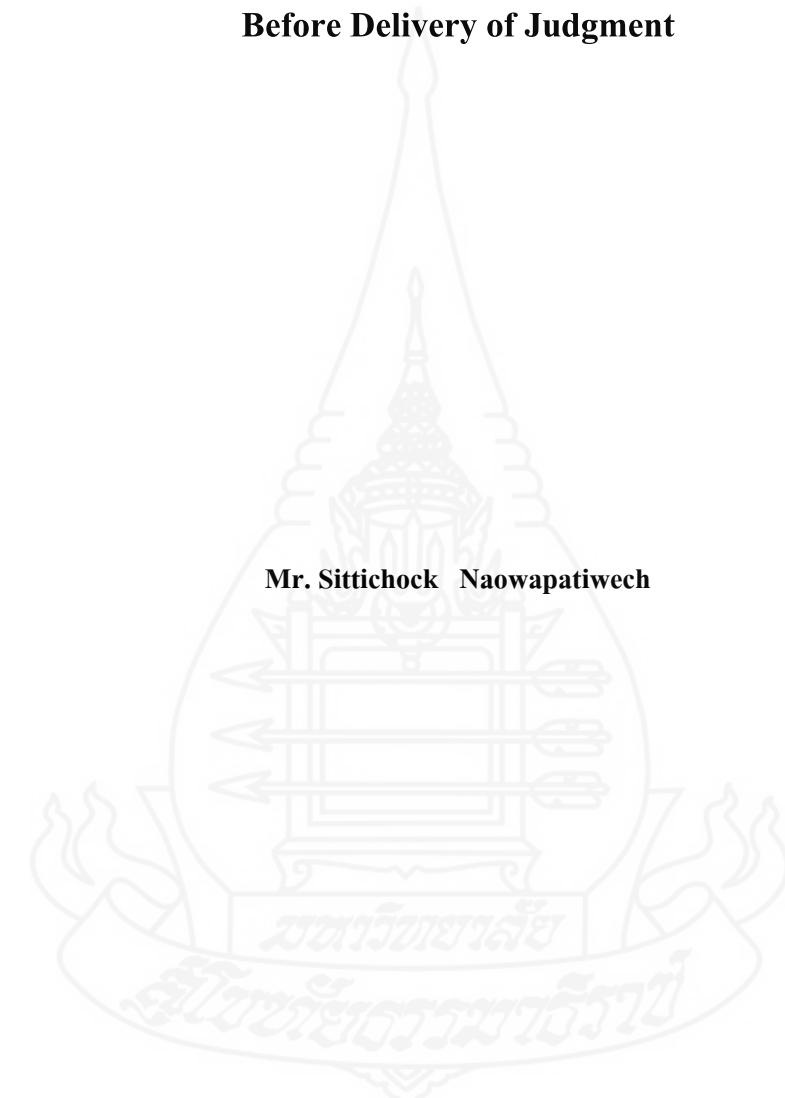 Before Delivery of Judgment
Mr. Sittichock Naowapatiwech
มหาวิทยาลัย
สุโขทัยธรรมาธิราช